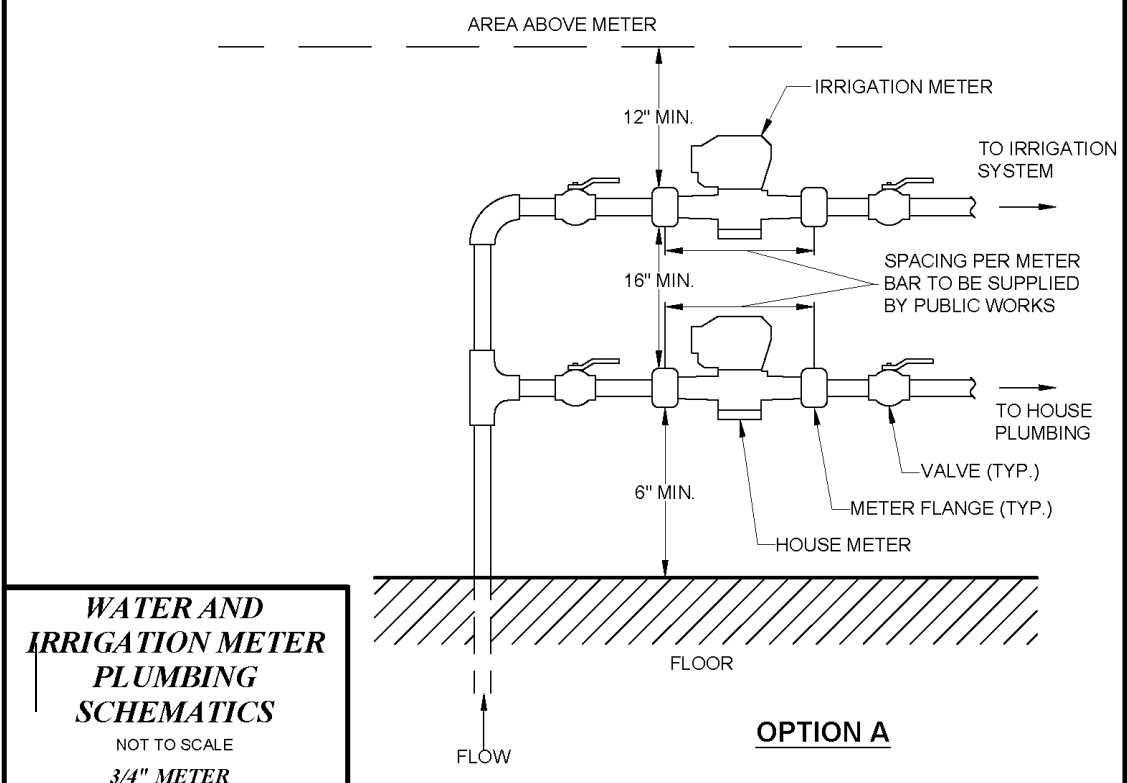 AREA ABOVE METER
12" MIN.
IRRIGATION METER
TO IRRIGATION
SYSTEM
16" MIN.
SPACING PER METER
BAR TO BE SUPPLIED
BY PUBLIC WORKS
TO HOUSE
PLUMBING
VALVE (TYP.)
6" MIN.
METER FLANGE (TYP.)
HOUSE METER
FLOOR
FLOW
OPTION A
WATER AND
IRRIGATION METER
PLUMBING
SCHEMATICS
NOT TO SCALE
3/4" METER